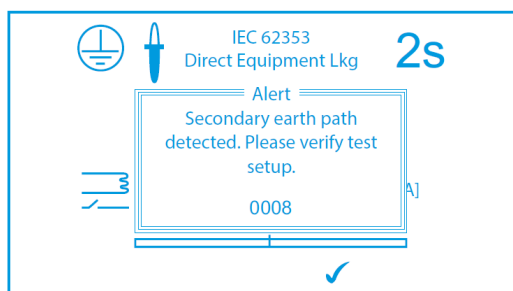 IEC 62353
Direct Equipment Lkg
2s
Alert
Secondary earth path
detected. Please verify test
setup.
A]
0008